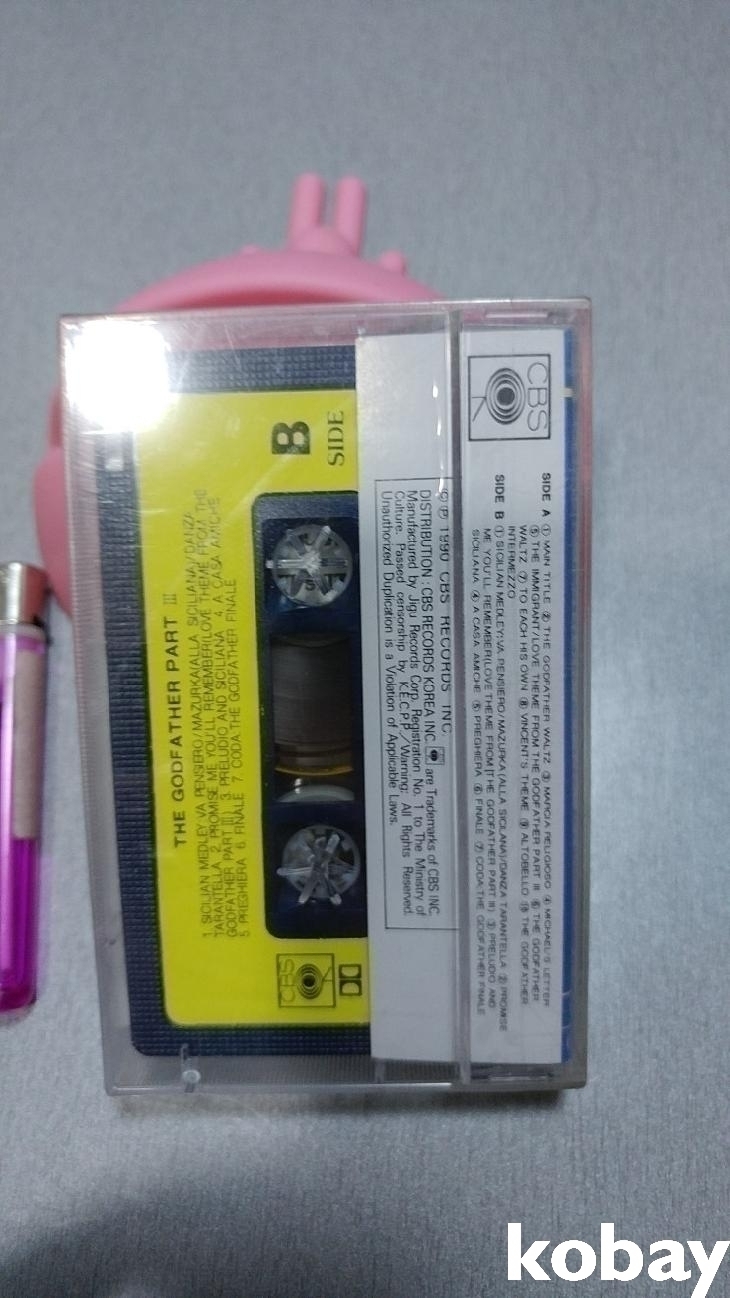 THE GODFATHER PART III
1. SICILIAN MEDLEY:VA PENSIERO/MAZURKA(ALLA SICILIANA)/DANZA
TARANTELLA 2. PROMISE ME YOU'LL REMEMBER(LOVE THEME FROM THE
GODFATHER PART III) 3. PRELUDIO AND SICILIANA 4. A CASA AMICHE
5 PREGHIERA 6. FINALE 7. CODA:THE GODFATHER FINALE
B
SIDE
CBS
©℗ 1990 CBS RECORDS INC.
DISTRIBUTION : CBS RECORDS KOREA INC. are Trademarks of CBS INC.
Manufactured by Jigu Records Corp. Registration No. 1 to The Ministry of
Culture. Passed censorship by K.E.C.P.P./Warning: All Rights Reserved.
Unauthorized Duplication is a Violation of Applicable Laws.
CBS
SIDE A ① MAIN TITLE ② THE GODFATHER WALTZ ③ MARCIA RELIGIOSO ④ MICHAEL'S LETTER
⑤ THE IMMIGRANT/LOVE THEME FROM THE GODFATHER PART III ⑥ THE GODFATHER
WALTZ ⑦ TO EACH HIS OWN ⑧ VINCENT'S THEME ⑨ ALTOBELLO ⑩ THE GODFATHER
INTERMEZZO
SIDE B ① SICILIAN MEDLEY:VA PENSIERO/MAZURKA(ALLA SICILANA)/DANZA TARANTELLA ② PROMISE
ME YOU'LL REMEMBER(LOVE THEME FROM (THE GODFATHER PART III) ③ PRELUDIO AND
SICILIANA ④ A CASA AMICHE ⑤ PREGHIERA ⑥ FINALE ⑦ CODA:THE GODFATHER FINALE
kobay